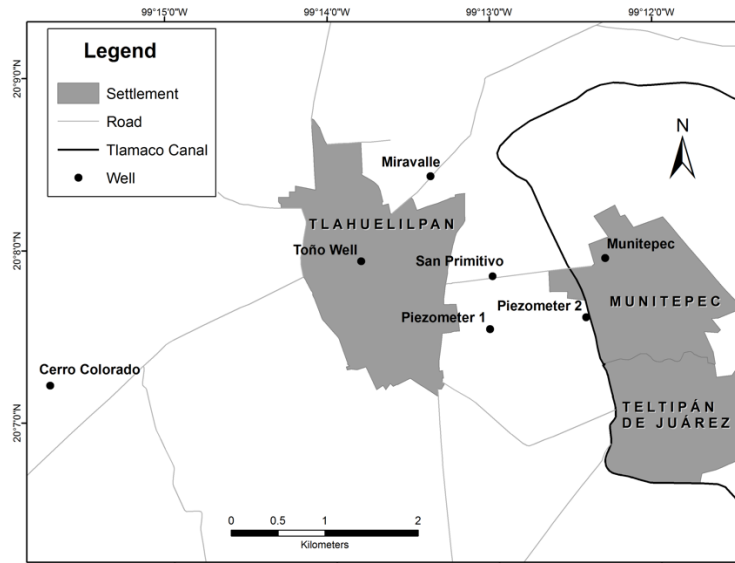 99°15'0"W 99°14'0"W 99°13'0"W 99°12'0"W
20°9'0"N
20°8'0"N
20°7'0"N
Legend
Settlement
Road
Tlamaco Canal
Well
N
Miravalle
TLAHUELILPAN
Toño Well
San Primitivo
Munitepec
Piezometer 1
Piezometer 2
MUNITEPEC
Cerro Colorado
TELTIPÁN
DE JUÁREZ
0 0.5 1 2
Kilometers